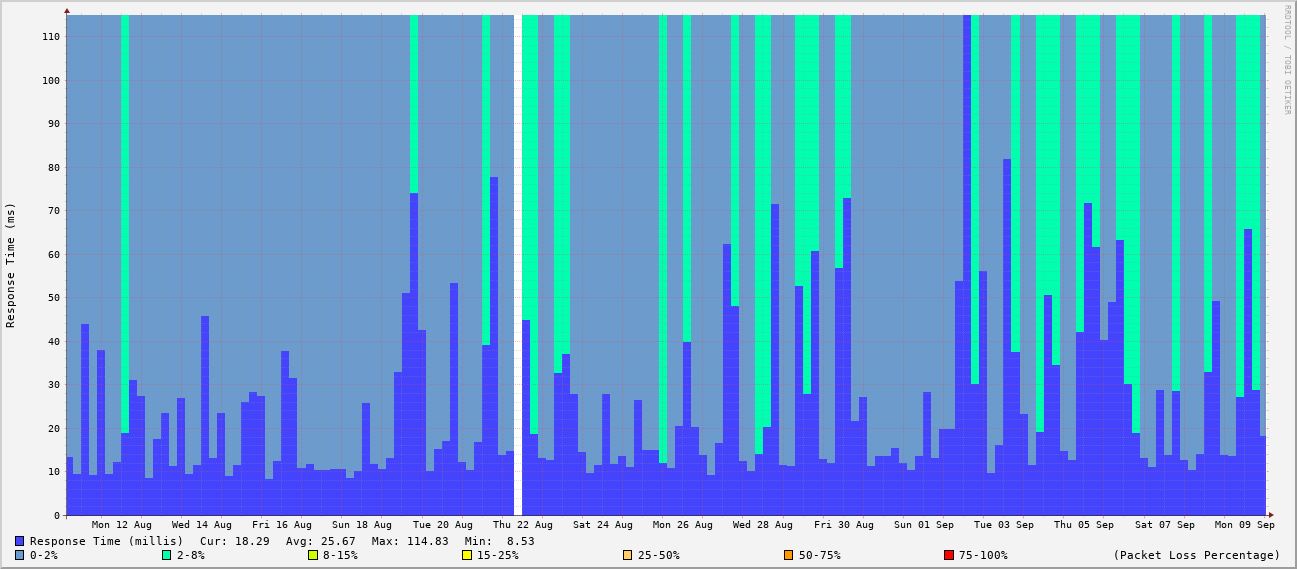 RRDTOOL / TOBI OETIKER
Response Time (ms)
110
100
90
80
70
60
50
40
30
20
10
0
Mon 12 Aug Wed 14 Aug Fri 16 Aug Sun 18 Aug Tue 20 Aug Thu 22 Aug Sat 24 Aug Mon 26 Aug Wed 28 Aug Fri 30 Aug Sun 01 Sep Tue 03 Sep Thu 05 Sep Sat 07 Sep Mon 09 Sep
Response Time (millis) Cur: 18.29 Avg: 25.67 Max: 114.83 Min: 8.53
0-2% 2-8% 8-15% 15-25% 25-50% 50-75% 75-100% (Packet Loss Percentage)